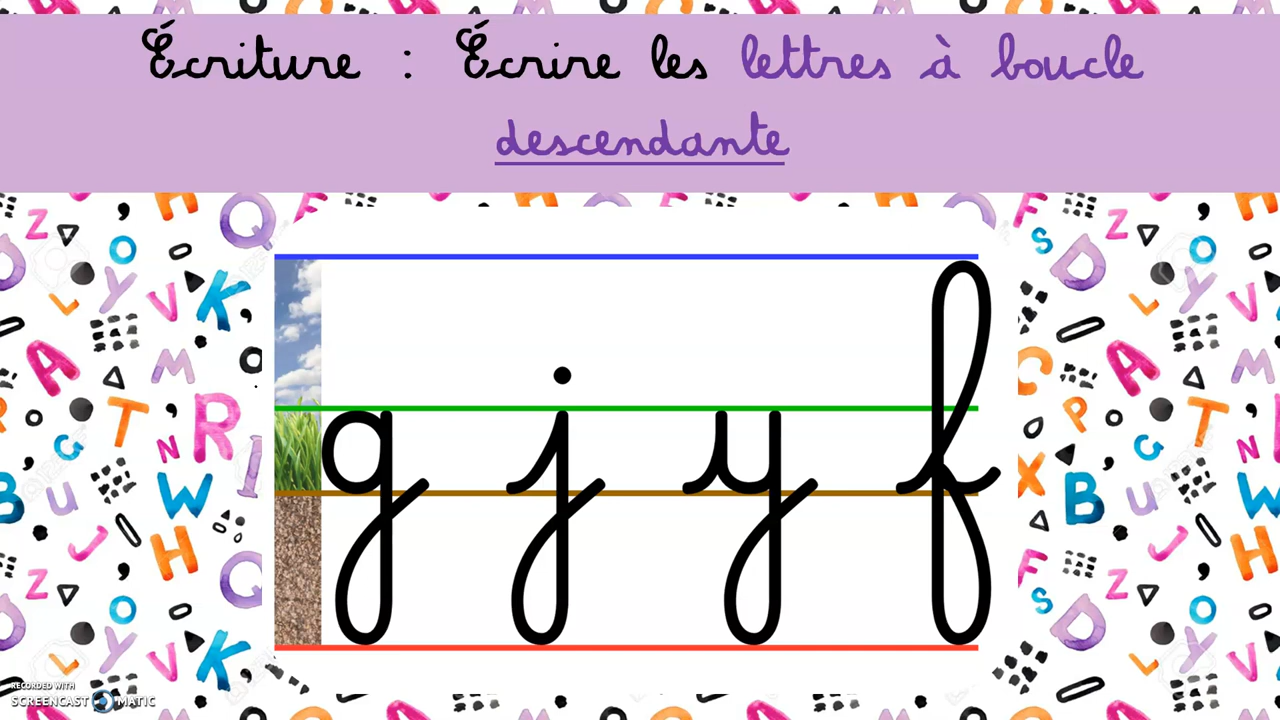 Écriture : Écrire les lettres à boucle
descendante
g j y f
RECORDED WITH
SCREENCAST MATIC